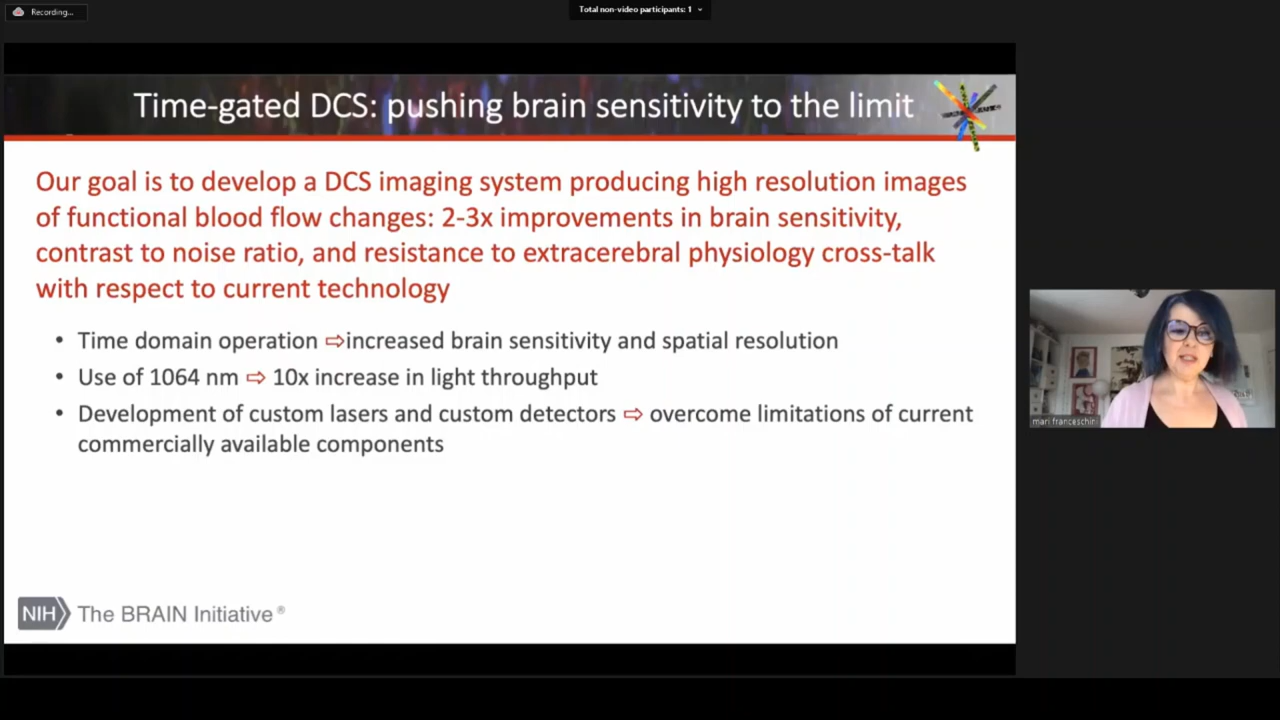 Recording...
Total non-video participants: 1
Time-gated DCS: pushing brain sensitivity to the limit
Our goal is to develop a DCS imaging system producing high resolution images
of functional blood flow changes: 2-3x improvements in brain sensitivity,
contrast to noise ratio, and resistance to extracerebral physiology cross-talk
with respect to current technology
• Time domain operation ⇨increased brain sensitivity and spatial resolution
• Use of 1064 nm ⇨ 10x increase in light throughput
• Development of custom lasers and custom detectors ⇨ overcome limitations of current
commercially available components
mari franceschini
NIH The BRAIN Initiative®